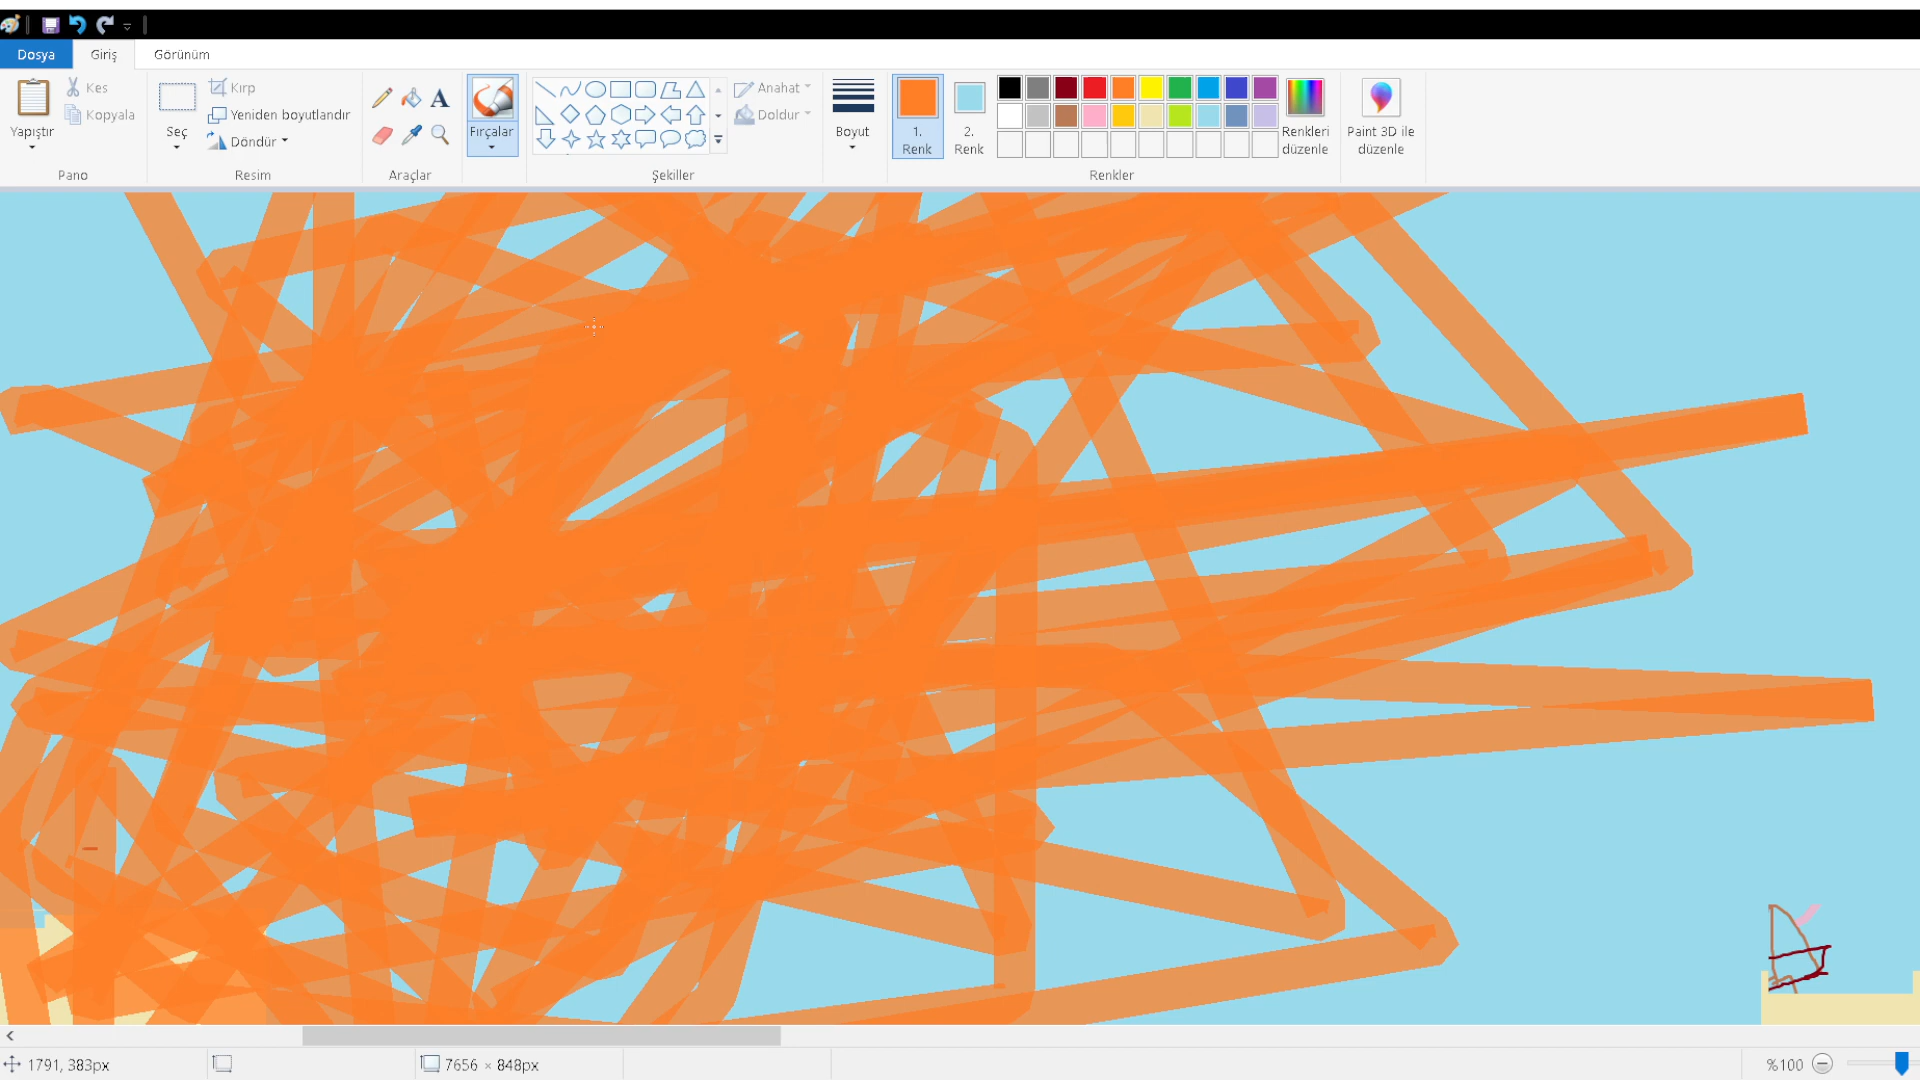 Dosya Giriş Görünüm
Yapıştır
Kes
Kopyala
Pano
Seç
Kırp
Yeniden boyutlandır
Döndür
Resim
A
Araçlar
Fırçalar
Şekiller
Anahat
Doldur
Boyut
1.
Renk
2.
Renk
Renkler
Renkleri
düzenle
Paint 3D ile
düzenle
1791, 383px
7656 × 848px
%100